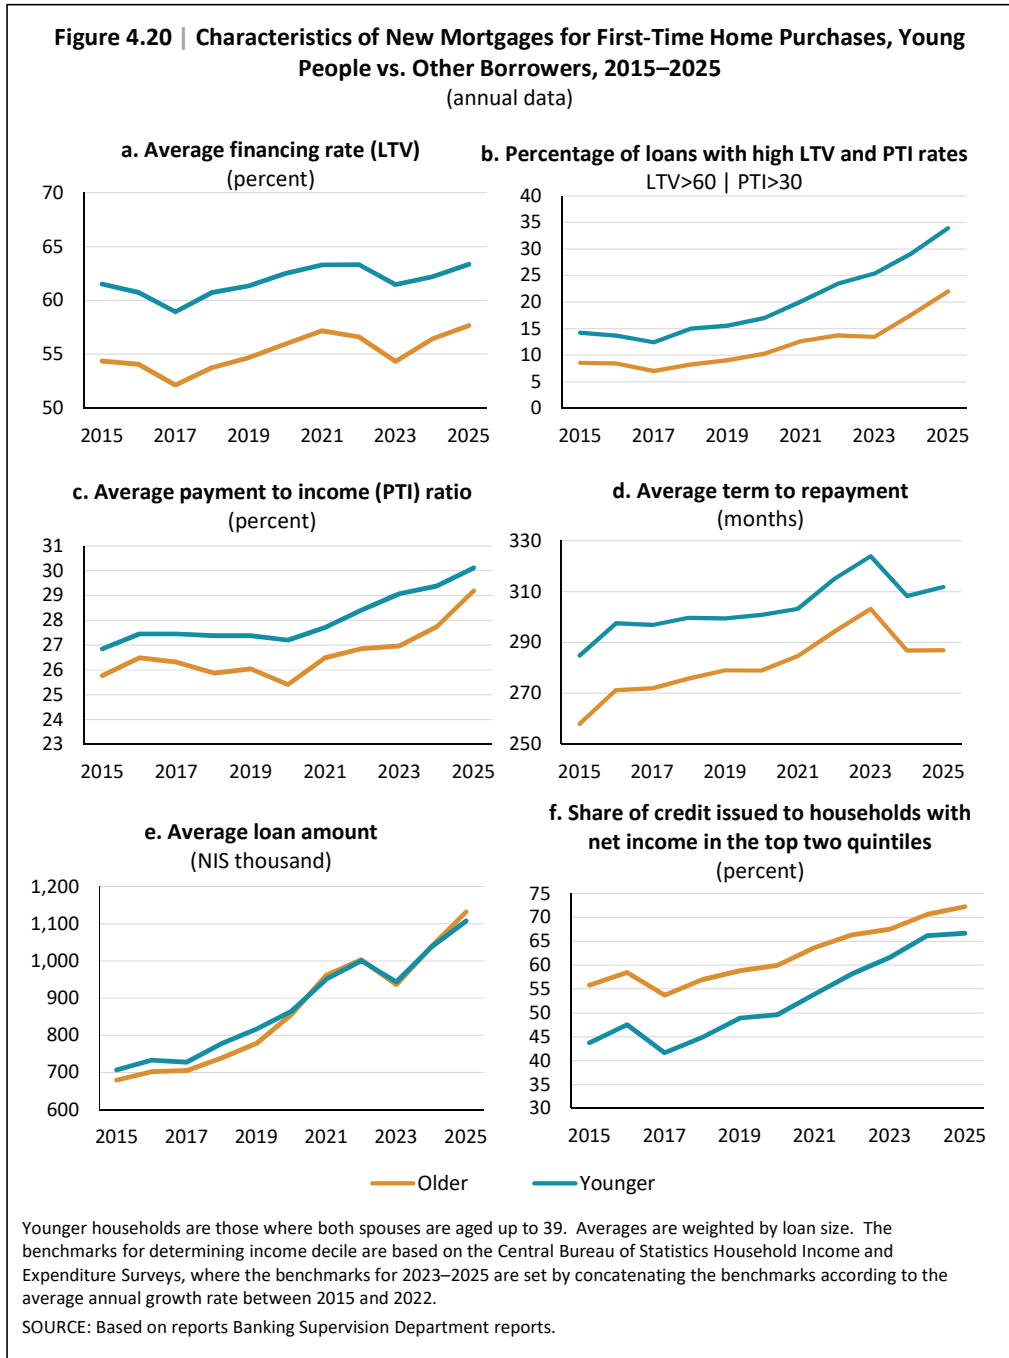 Figure 4.20 | Characteristics of New Mortgages for First-Time Home Purchases, Young
People vs. Other Borrowers, 2015–2025
(annual data)
a. Average financing rate (LTV)
(percent)
70
65
60
55
50
2015 2017 2019 2021 2023 2025
b. Percentage of loans with high LTV and PTI rates
LTV>60 | PTI>30
40
35
30
25
20
15
10
5
0
2015 2017 2019 2021 2023 2025
c. Average payment to income (PTI) ratio
(percent)
31
30
29
28
27
26
25
24
23
2015 2017 2019 2021 2023 2025
d. Average term to repayment
(months)
330
310
290
270
250
2015 2017 2019 2021 2023 2025
e. Average loan amount
(NIS thousand)
1,200
1,100
1,000
900
800
700
600
2015 2017 2019 2021 2023 2025
f. Share of credit issued to households with
net income in the top two quintiles
(percent)
75
70
65
60
55
50
45
40
35
30
2015 2017 2019 2021 2023 2025
Older Younger
Younger households are those where both spouses are aged up to 39. Averages are weighted by loan size. The
benchmarks for determining income decile are based on the Central Bureau of Statistics Household Income and
Expenditure Surveys, where the benchmarks for 2023–2025 are set by concatenating the benchmarks according to the
average annual growth rate between 2015 and 2022.
SOURCE: Based on reports Banking Supervision Department reports.